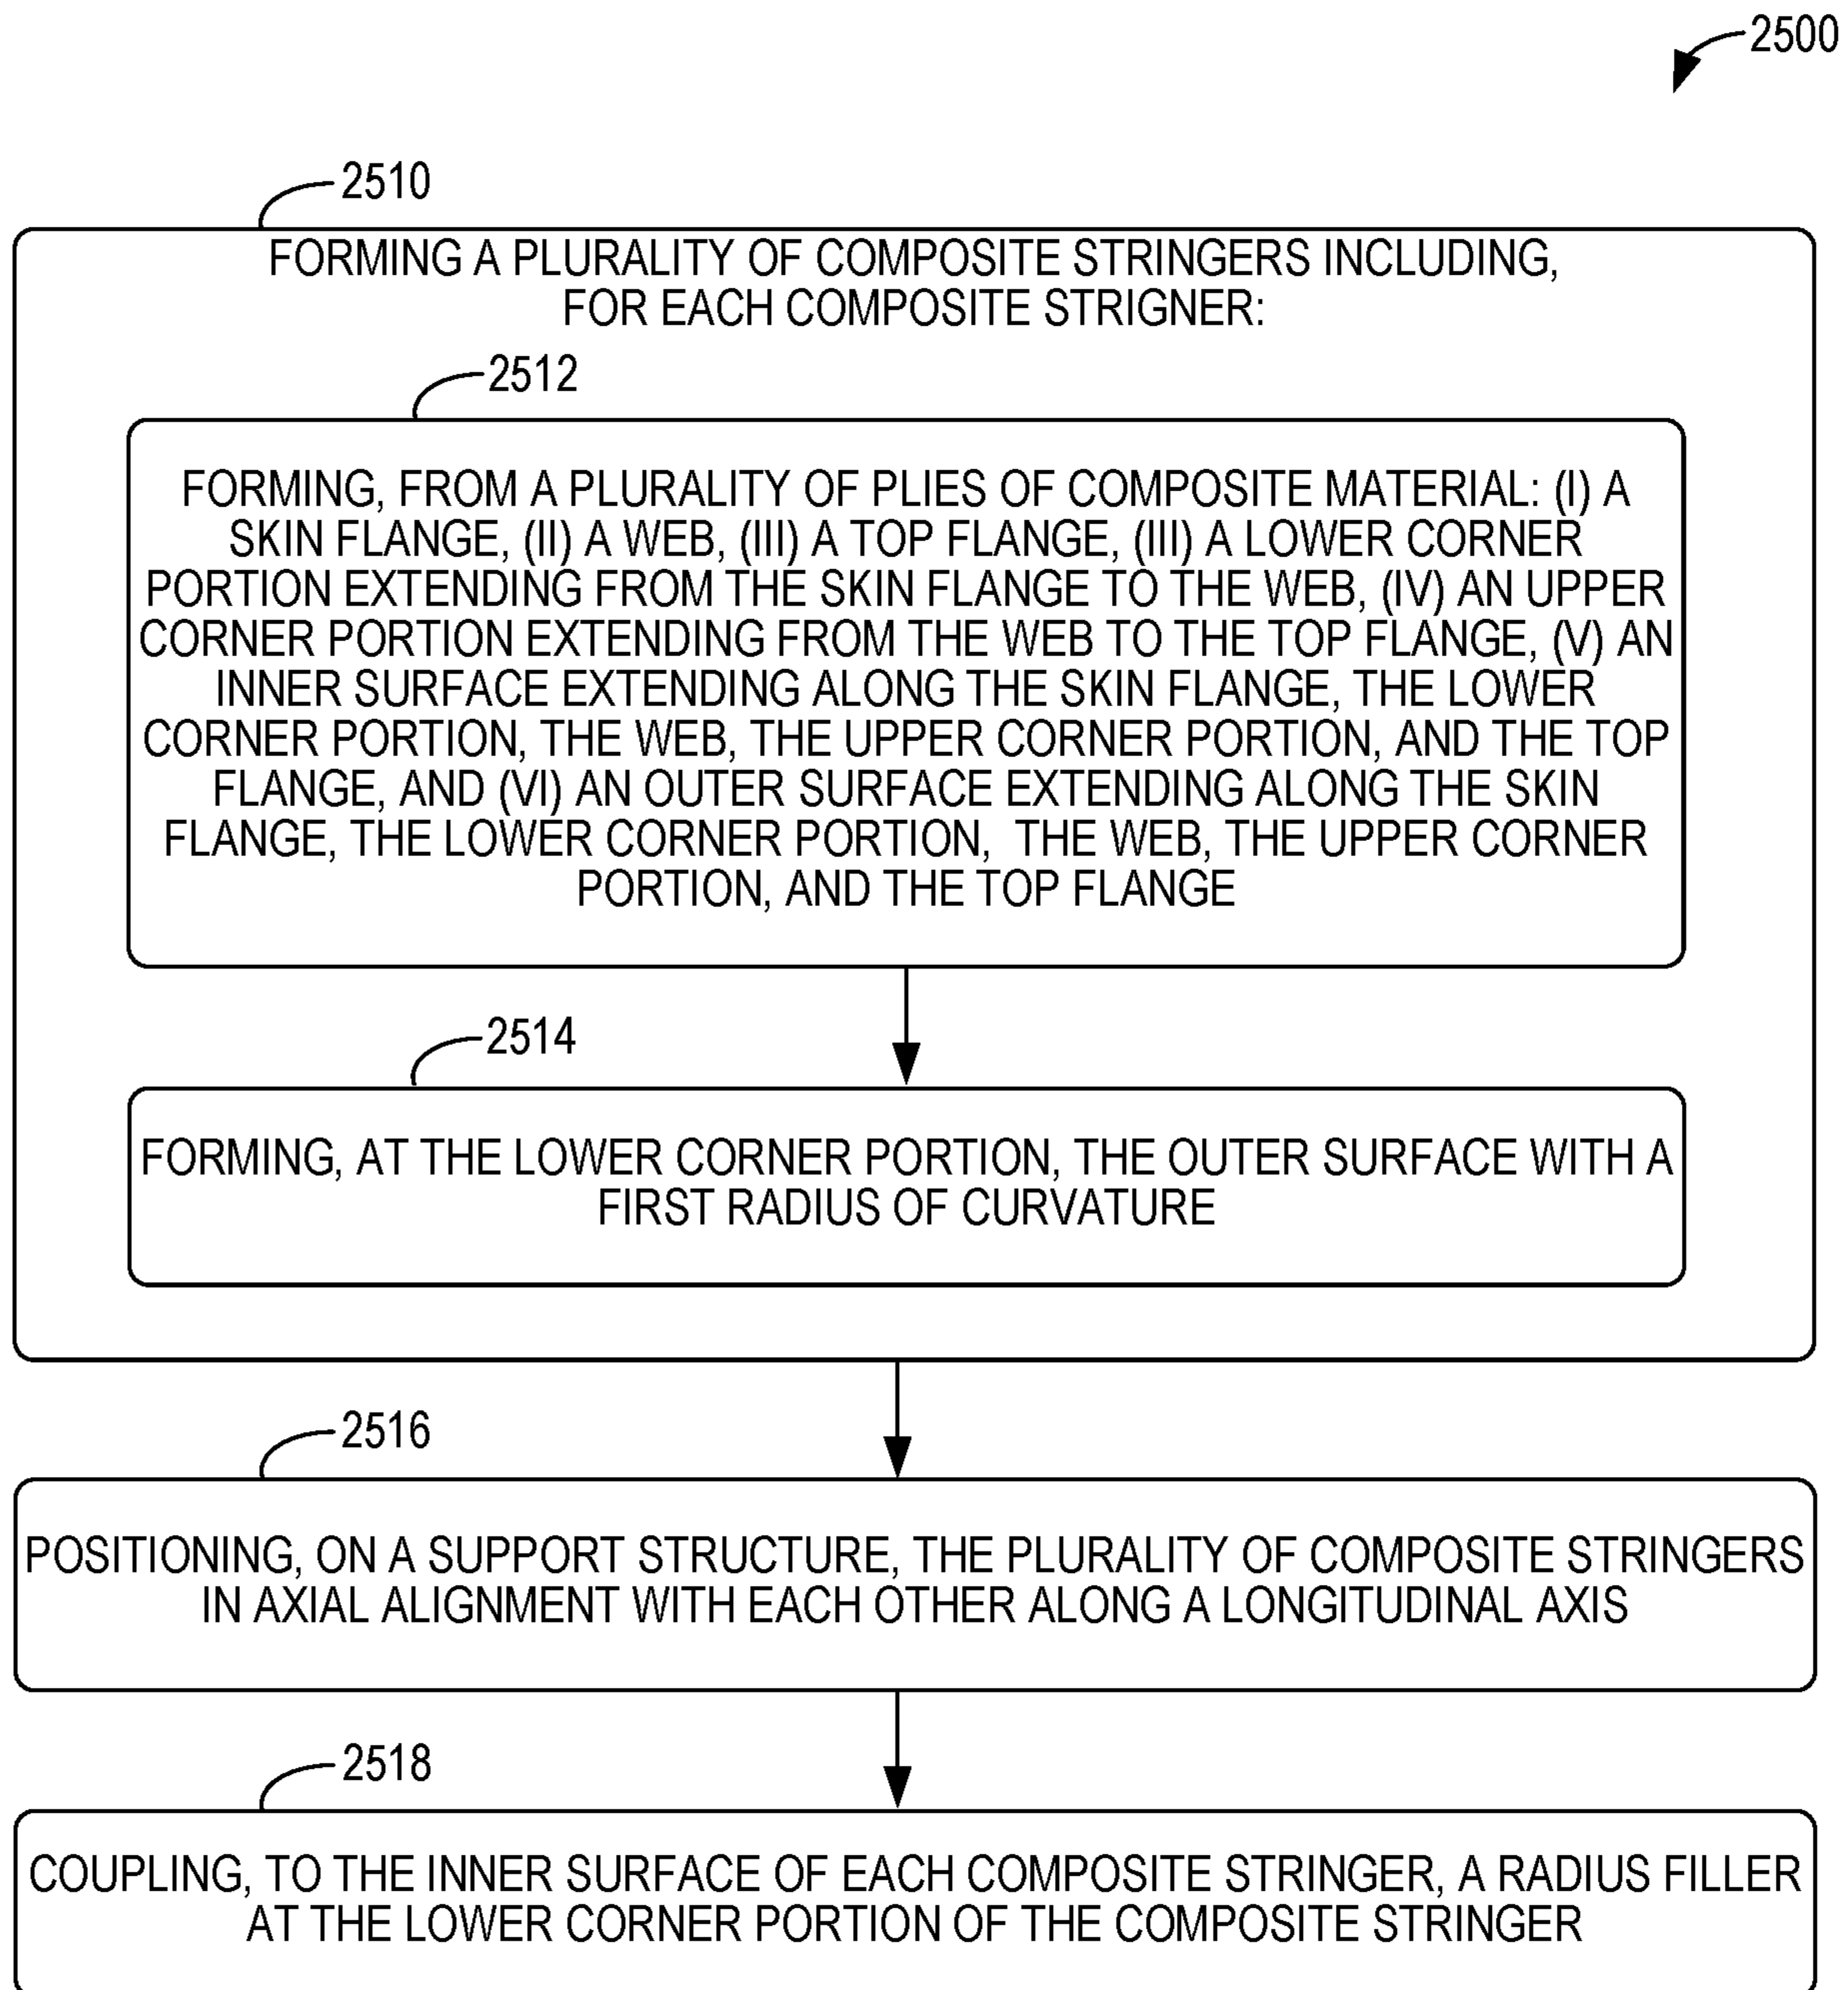 2500
2510
FORMING A PLURALITY OF COMPOSITE STRINGERS INCLUDING,
FOR EACH COMPOSITE STRIGNER:
2512
FORMING, FROM A PLURALITY OF PLIES OF COMPOSITE MATERIAL: (I) A
SKIN FLANGE, (II) A WEB, (III) A TOP FLANGE, (III) A LOWER CORNER
PORTION EXTENDING FROM THE SKIN FLANGE TO THE WEB, (IV) AN UPPER
CORNER PORTION EXTENDING FROM THE WEB TO THE TOP FLANGE, (V) AN
INNER SURFACE EXTENDING ALONG THE SKIN FLANGE, THE LOWER
CORNER PORTION, THE WEB, THE UPPER CORNER PORTION, AND THE TOP
FLANGE, AND (VI) AN OUTER SURFACE EXTENDING ALONG THE SKIN
FLANGE, THE LOWER CORNER PORTION, THE WEB, THE UPPER CORNER
PORTION, AND THE TOP FLANGE
2514
FORMING, AT THE LOWER CORNER PORTION, THE OUTER SURFACE WITH A
FIRST RADIUS OF CURVATURE
2516
POSITIONING, ON A SUPPORT STRUCTURE, THE PLURALITY OF COMPOSITE STRINGERS
IN AXIAL ALIGNMENT WITH EACH OTHER ALONG A LONGITUDINAL AXIS
2518
COUPLING, TO THE INNER SURFACE OF EACH COMPOSITE STRINGER, A RADIUS FILLER
AT THE LOWER CORNER PORTION OF THE COMPOSITE STRINGER